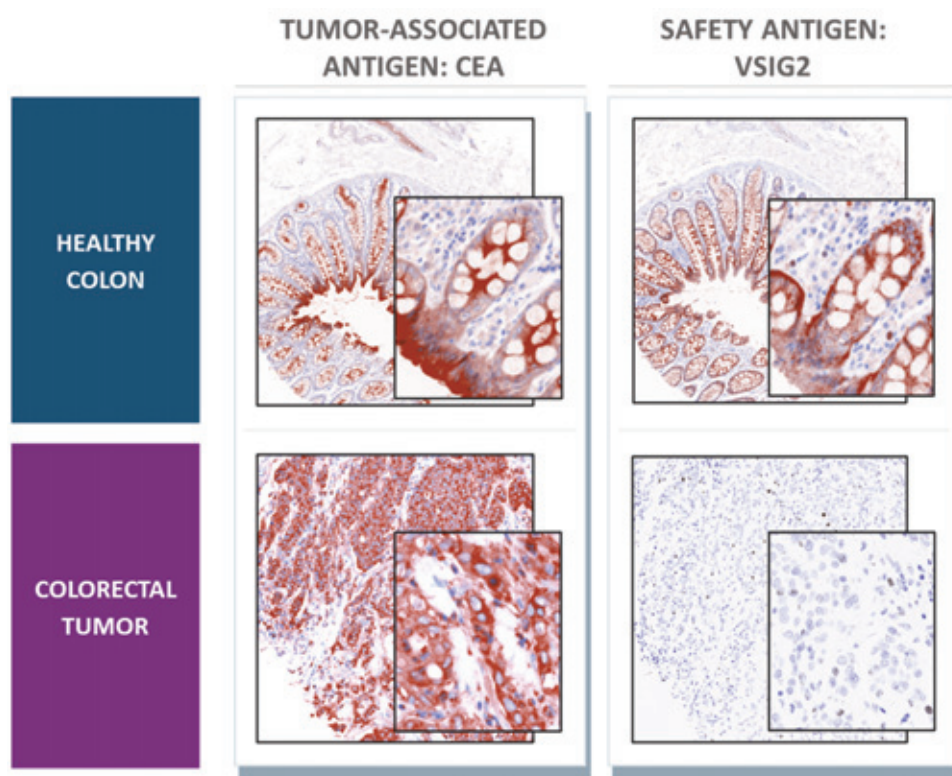 TUMOR-ASSOCIATED
ANTIGEN: CEA
SAFETY ANTIGEN:
VSIG2
HEALTHY
COLON
COLORECTAL
TUMOR